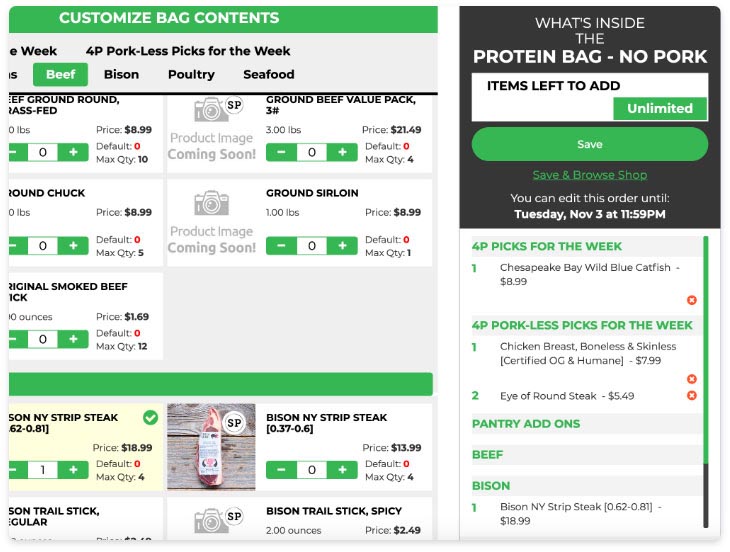 CUSTOMIZE BAG CONTENTS
e Week 4P Pork-Less Picks for the Week
s Beef Bison Poultry Seafood
EEF GROUND ROUND,
RASS-FED
0 lbs Price: $8.99
- 0 + Default: 0
Max Qty: 10
SP
Product Image
Coming Soon!
GROUND BEEF VALUE PACK,
3#
3.00 lbs Price: $21.49
- 0 + Default: 0
Max Qty: 4
ROUND CHUCK
0 lbs Price: $8.99
- 0 + Default: 0
Max Qty: 5
Product Image
Coming Soon!
GROUND SIRLOIN
1.00 lbs Price: $8.99
- 0 + Default: 0
Max Qty: 1
RIGINAL SMOKED BEEF
ICK
00 ounces Price: $1.69
- 0 + Default: 0
Max Qty: 12
SON NY STRIP STEAK
.62-0.81]
Price: $18.99
- 1 + Default: 0
Max Qty: 4
SP
BISON NY STRIP STEAK
[0.37-0.6]
Price: $13.99
- 0 + Default: 0
Max Qty: 4
SON TRAIL STICK,
EGULAR
00 ounces Price: $2.49
SP
BISON TRAIL STICK, SPICY
2.00 ounces Price: $2.49
WHAT'S INSIDE
THE
PROTEIN BAG - NO PORK
ITEMS LEFT TO ADD
Unlimited
Save
Save & Browse Shop
You can edit this order until:
Tuesday, Nov 3 at 11:59PM
4P PICKS FOR THE WEEK
1 Chesapeake Bay Wild Blue Catfish -
$8.99
4P PORK-LESS PICKS FOR THE WEEK
1 Chicken Breast, Boneless & Skinless
[Certified OG & Humane] - $7.99
2 Eye of Round Steak - $5.49
PANTRY ADD ONS
BEEF
BISON
1 Bison NY Strip Steak [0.62-0.81] -
$18.99